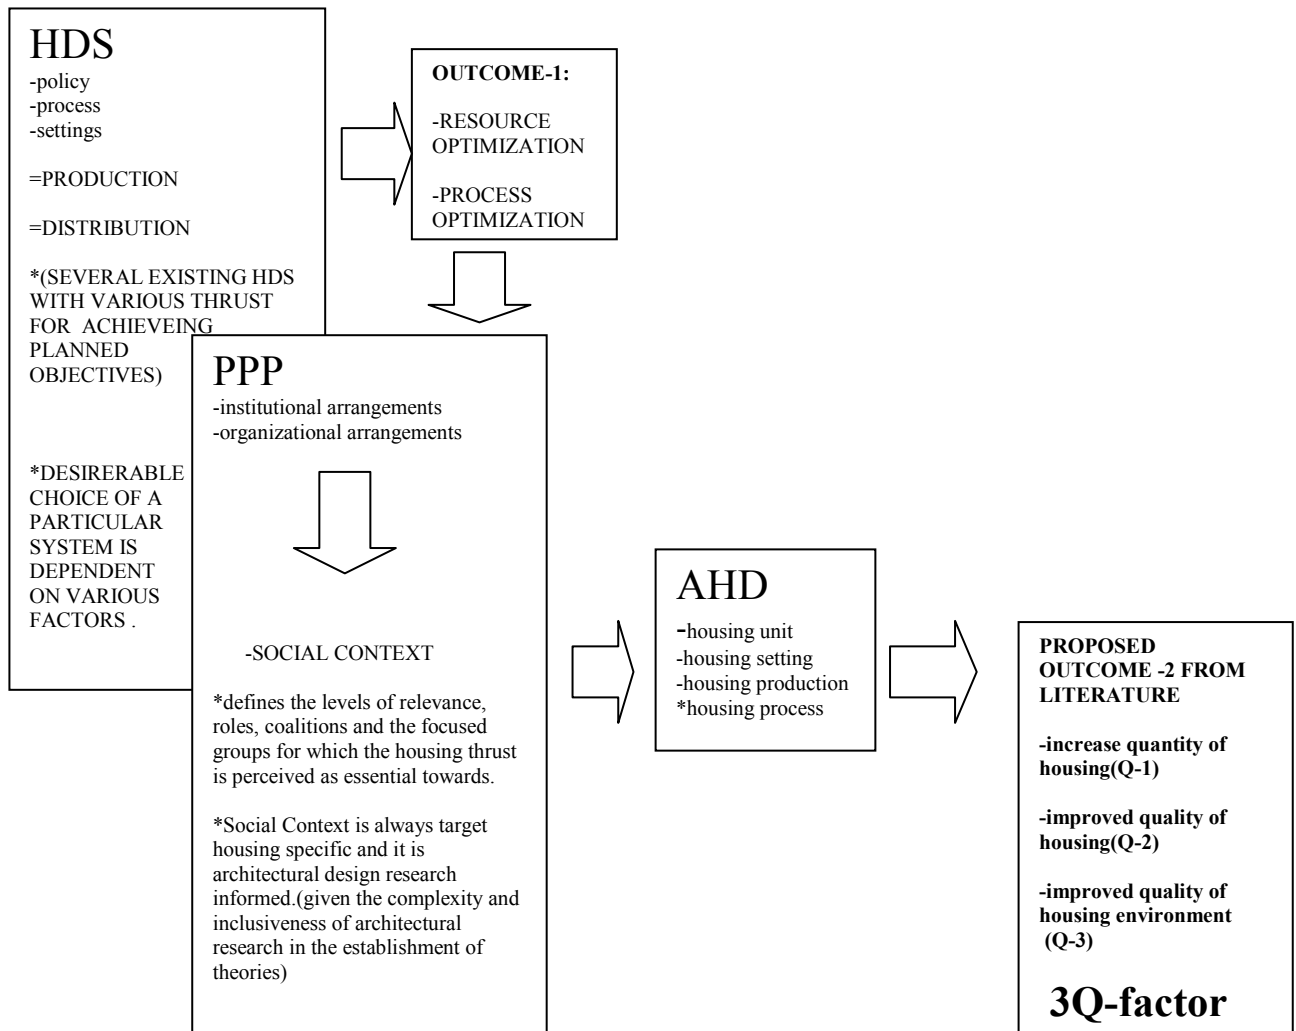 HDS
-policy
-process
-settings
=PRODUCTION
=DISTRIBUTION
*(SEVERAL EXISTING HDS
WITH VARIOUS THRUST
FOR ACHIEVEING
PLANNED
OBJECTIVES)
*DESIRERABLE
CHOICE OF A
PARTICULAR
SYSTEM IS
DEPENDENT
ON VARIOUS
FACTORS .
OUTCOME-1:
-RESOURCE
OPTIMIZATION
-PROCESS
OPTIMIZATION
PPP
-institutional arrangements
-organizational arrangements
-SOCIAL CONTEXT
*defines the levels of relevance,
roles, coalitions and the focused
groups for which the housing thrust
is perceived as essential towards.
*Social Context is always target
housing specific and it is
architectural design research
informed.(given the complexity and
inclusiveness of architectural
research in the establishment of
theories)
AHD
-housing unit
-housing setting
-housing production
*housing process
PROPOSED
OUTCOME -2 FROM
LITERATURE
-increase quantity of
housing(Q-1)
-improved quality of
housing(Q-2)
-improved quality of
housing environment
(Q-3)
3Q-factor